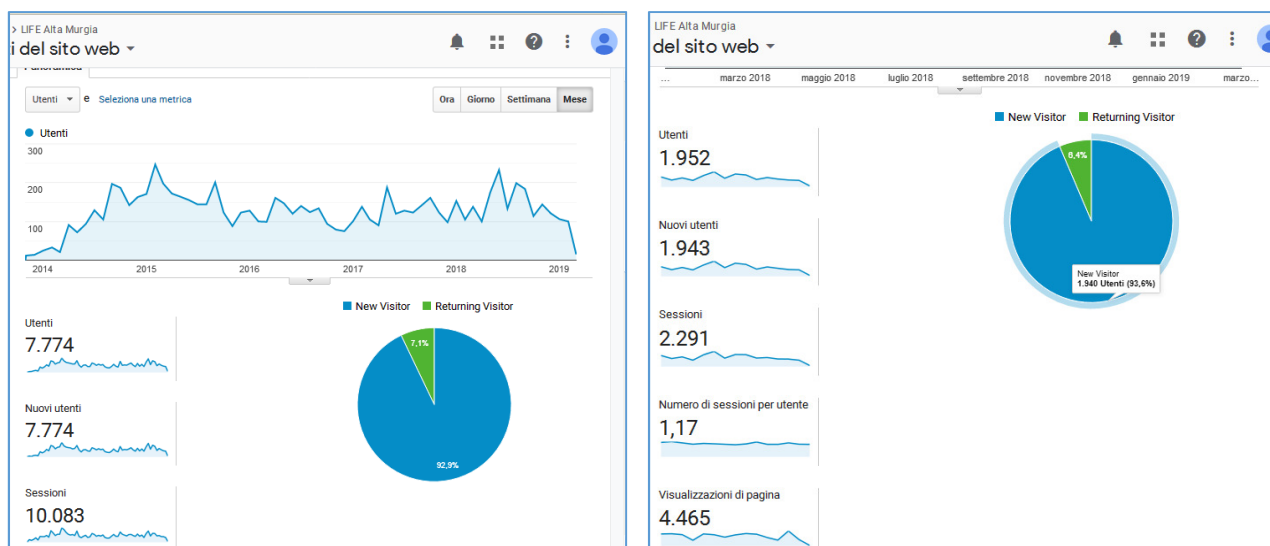 > LIFE Alta Murgia
i del sito web
Panoramica
Utenti e Seleziona una metrica
Ora Giorno Settimana Mese
Utenti
300
200
100
2014 2015 2016 2017 2018 2019
New Visitor Returning Visitor
Utenti
7.774
Nuovi utenti
7.774
Sessioni
10.083
7,1%
92,9%
LIFE Alta Murgia
del sito web
... marzo 2018 maggio 2018 luglio 2018 settembre 2018 novembre 2018 gennaio 2019 marzo...
New Visitor Returning Visitor
Utenti
1.952
Nuovi utenti
1.943
Sessioni
2.291
Numero di sessioni per utente
1,17
Visualizzazioni di pagina
4.465
6,4%
New Visitor
1.940 Utenti (93,6%)